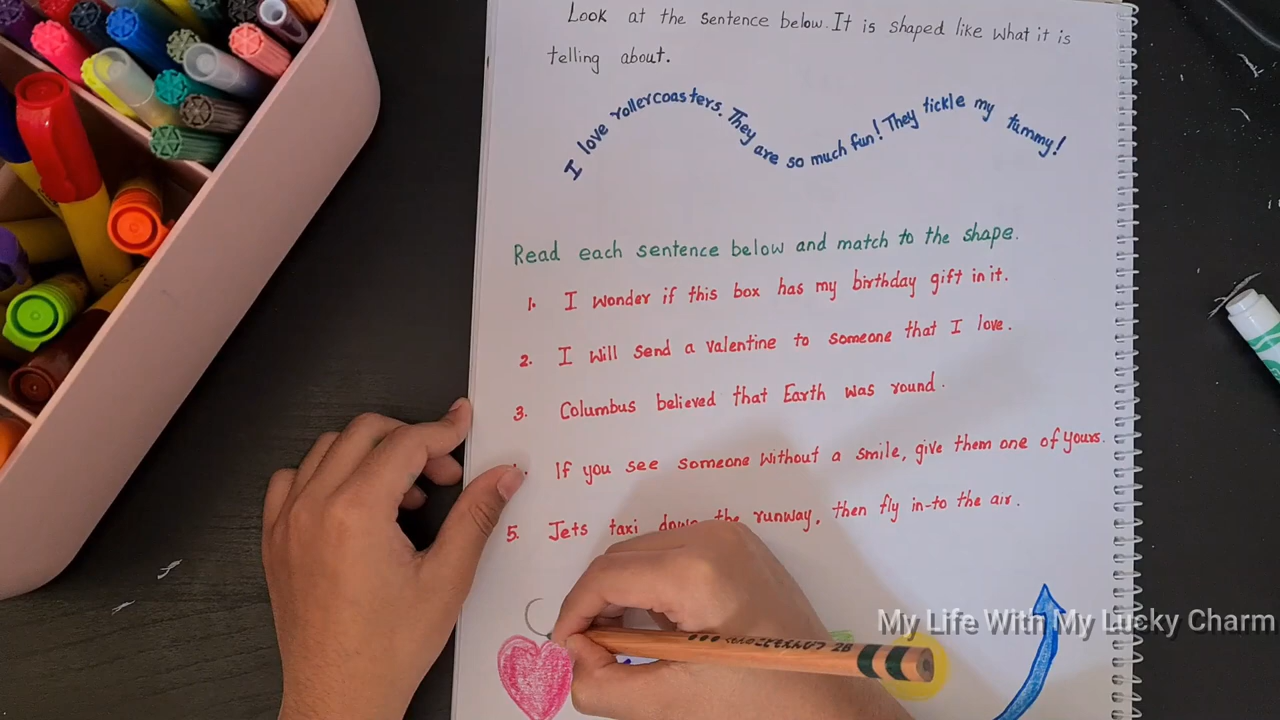 Look at the sentence below. It is shaped like what it is
telling about.
I love rollercoasters. They are so much fun! They tickle my tummy!
Read each sentence below and match to the shape.
1. I wonder if this box has my birthday gift in it.
2. I will send a valentine to someone that I love.
3. Columbus believed that Earth was round.
If you see someone without a smile, give them one of yours.
5. Jets taxi down the runway, then fly in-to the air.
My Life With My Lucky Charm
2B